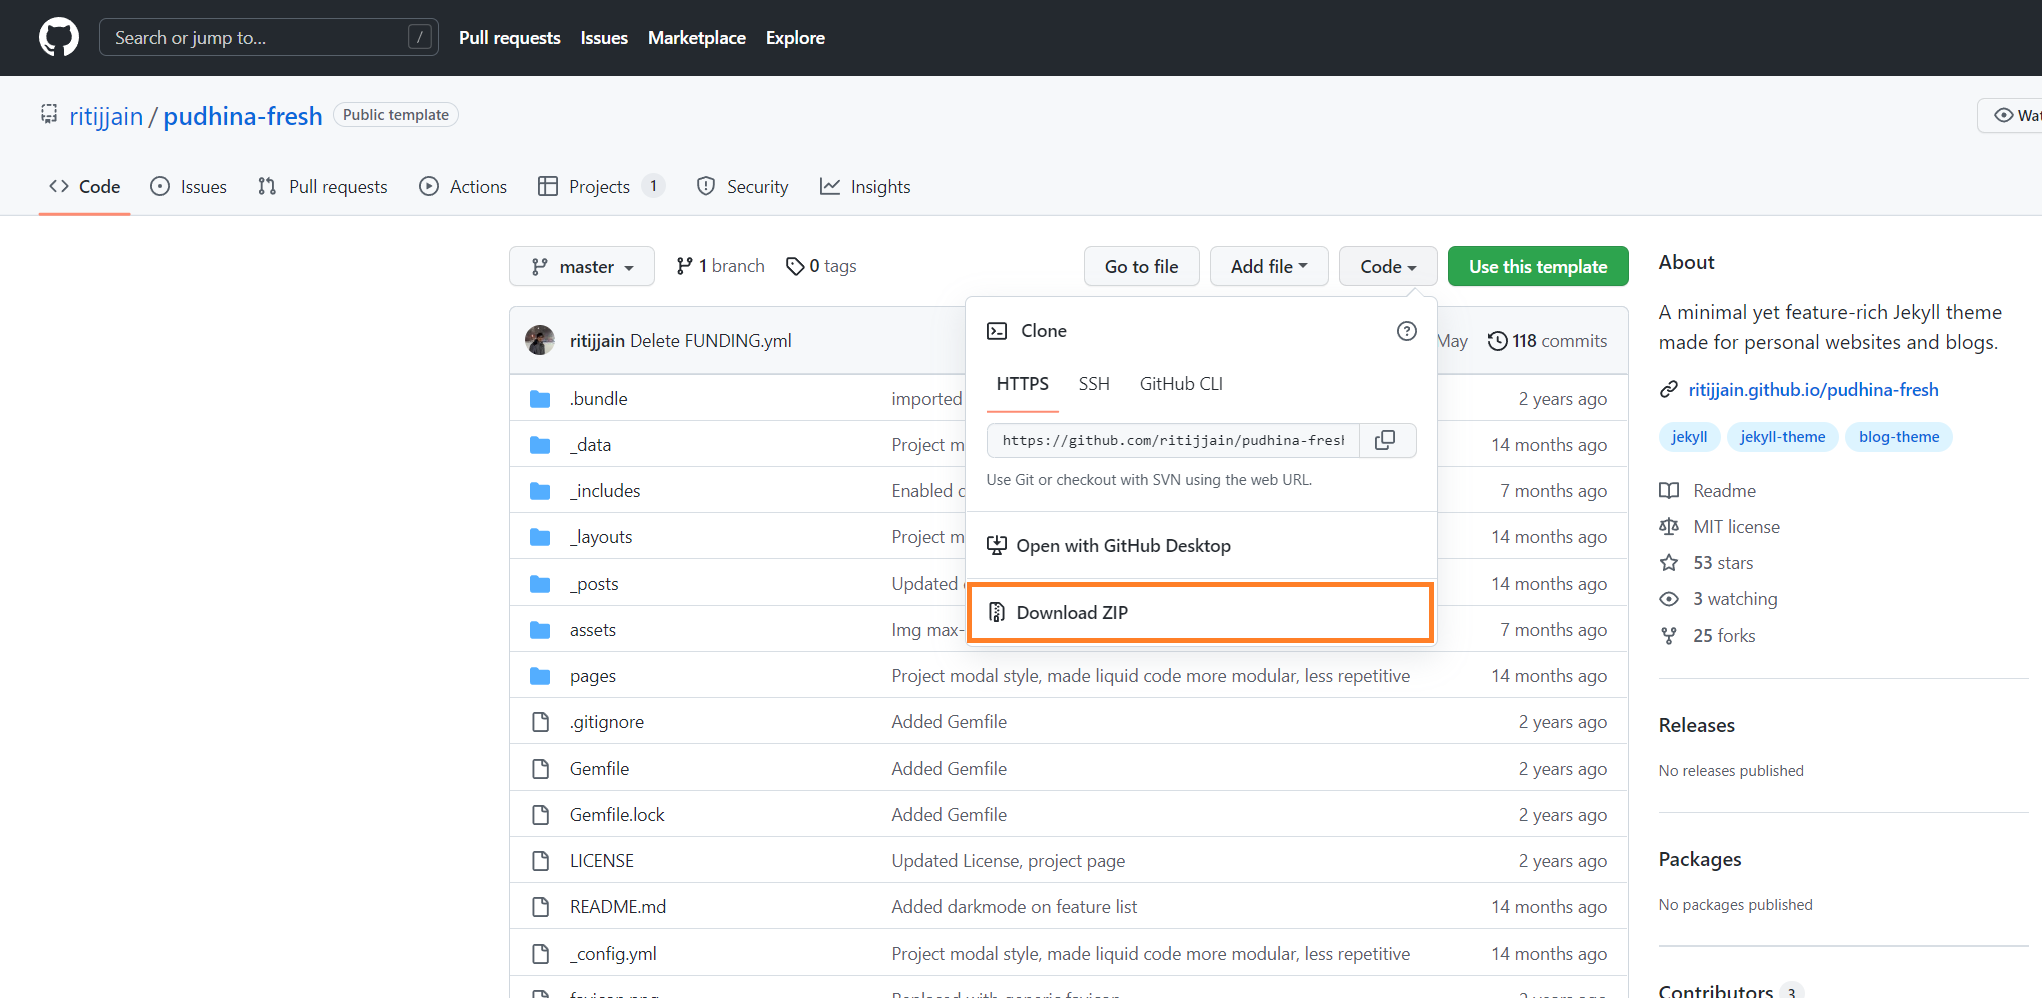 Search or jump to... /
Pull requests Issues Marketplace Explore
ritijjain / pudhina-fresh Public template
Code Issues Pull requests Actions Projects 1 Security Insights
master 1 branch 0 tags Go to file Add file Code Use this template
ritijjain Delete FUNDING.yml May 118 commits
.bundle imported 2 years ago
_data Project m 14 months ago
_includes Enabled 7 months ago
_layouts Project m 14 months ago
_posts Updated 14 months ago
assets Img max- 7 months ago
pages Project modal style, made liquid code more modular, less repetitive 14 months ago
.gitignore Added Gemfile 2 years ago
Gemfile Added Gemfile 2 years ago
Gemfile.lock Added Gemfile 2 years ago
LICENSE Updated License, project page 2 years ago
README.md Added darkmode on feature list 14 months ago
_config.yml Project modal style, made liquid code more modular, less repetitive 14 months ago
Clone
HTTPS SSH GitHub CLI
https://github.com/ritijjain/pudhina-fresh
Use Git or checkout with SVN using the web URL.
Open with GitHub Desktop
Download ZIP
About
A minimal yet feature-rich Jekyll theme
made for personal websites and blogs.
ritijjain.github.io/pudhina-fresh
jekyll jekyll-theme blog-theme
Readme
MIT license
53 stars
3 watching
25 forks
Releases
No releases published
Packages
No packages published
Contributors 3